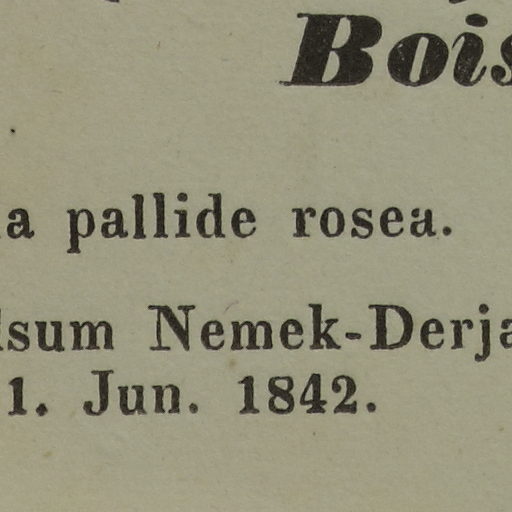 Bois
a pallide rosea.
lsum Nemek-Derja
1. Jun. 1842.